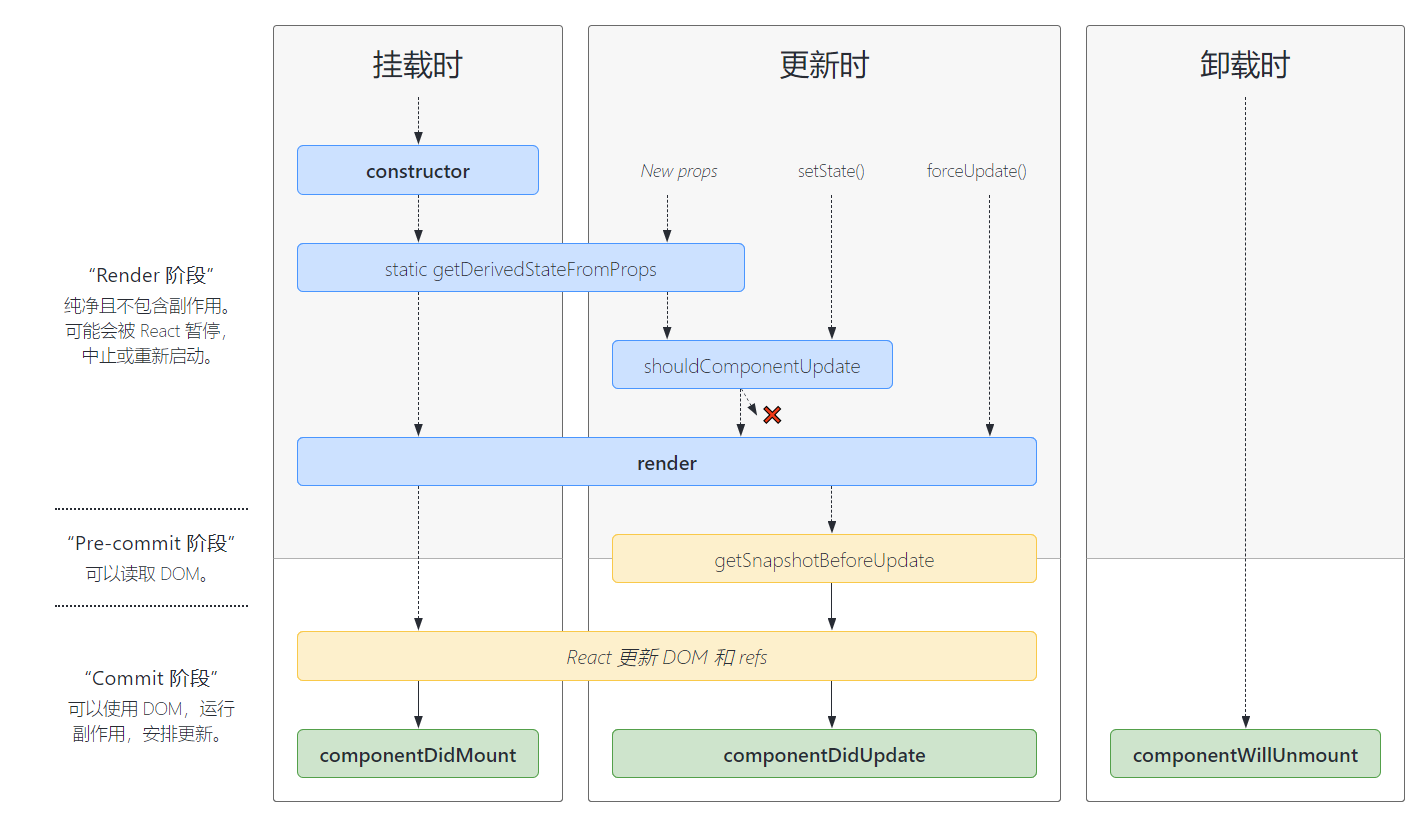 挂载时
更新时
卸载时
constructor
New props
setState()
forceUpdate()
static getDerivedStateFromProps
“Render 阶段”
纯净且不包含副作用。
可能会被 React 暂停，
中止或重新启动。
shouldComponentUpdate
render
“Pre-commit 阶段”
可以读取 DOM。
getSnapshotBeforeUpdate
React 更新 DOM 和 refs
“Commit 阶段”
可以使用 DOM，运行
副作用，安排更新。
componentDidMount
componentDidUpdate
componentWillUnmount